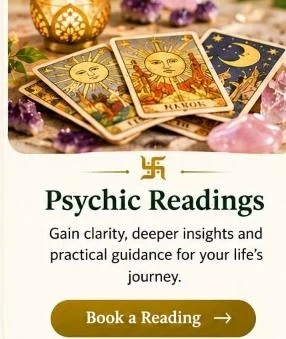 Psychic Readings
Gain clarity, deeper insights and
practical guidance for your life's
journey.
Book a Reading →